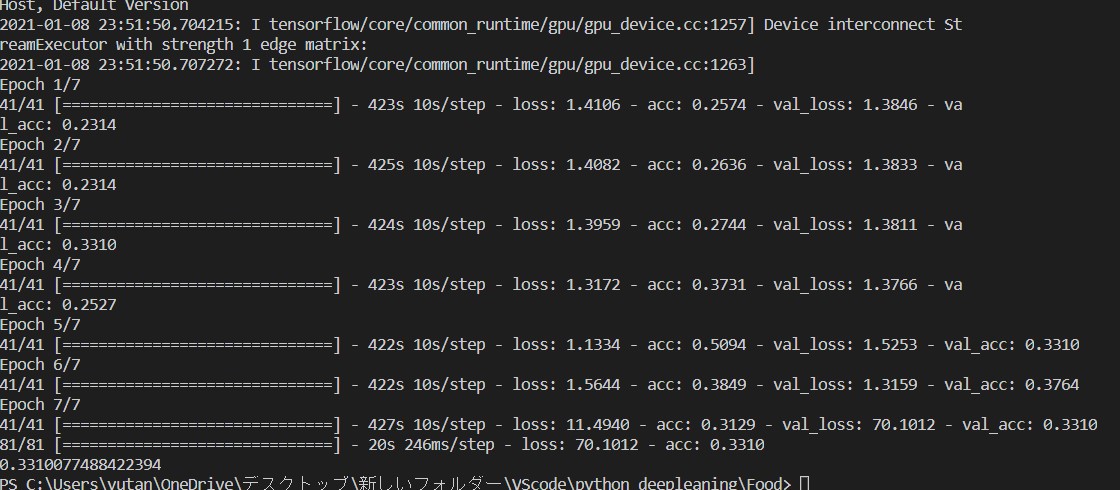 Host, Default Version
2021-01-08 23:51:50.704215: I tensorflow/core/common_runtime/gpu/gpu_device.cc:1257] Device interconnect St
reamExecutor with strength 1 edge matrix:
2021-01-08 23:51:50.707272: I tensorflow/core/common_runtime/gpu/gpu_device.cc:1263]
Epoch 1/7
41/41 [==============================] - 423s 10s/step - loss: 1.4106 - acc: 0.2574 - val_loss: 1.3846 - va
l_acc: 0.2314
Epoch 2/7
41/41 [==============================] - 425s 10s/step - loss: 1.4082 - acc: 0.2636 - val_loss: 1.3833 - va
l_acc: 0.2314
Epoch 3/7
41/41 [==============================] - 424s 10s/step - loss: 1.3959 - acc: 0.2744 - val_loss: 1.3811 - va
l_acc: 0.3310
Epoch 4/7
41/41 [==============================] - 423s 10s/step - loss: 1.3172 - acc: 0.3731 - val_loss: 1.3766 - va
l_acc: 0.2527
Epoch 5/7
41/41 [==============================] - 422s 10s/step - loss: 1.1334 - acc: 0.5094 - val_loss: 1.5253 - val_acc: 0.3310
Epoch 6/7
41/41 [==============================] - 422s 10s/step - loss: 1.5644 - acc: 0.3849 - val_loss: 1.3159 - val_acc: 0.3764
Epoch 7/7
41/41 [==============================] - 427s 10s/step - loss: 11.4940 - acc: 0.3129 - val_loss: 70.1012 - val_acc: 0.3310
81/81 [==============================] - 20s 246ms/step - loss: 70.1012 - acc: 0.3310
0.3310077488422394
PS C:\Users\yutan\OneDrive\デスクトップ\新しいフォルダー\VScode\python_deepleaning\Food>